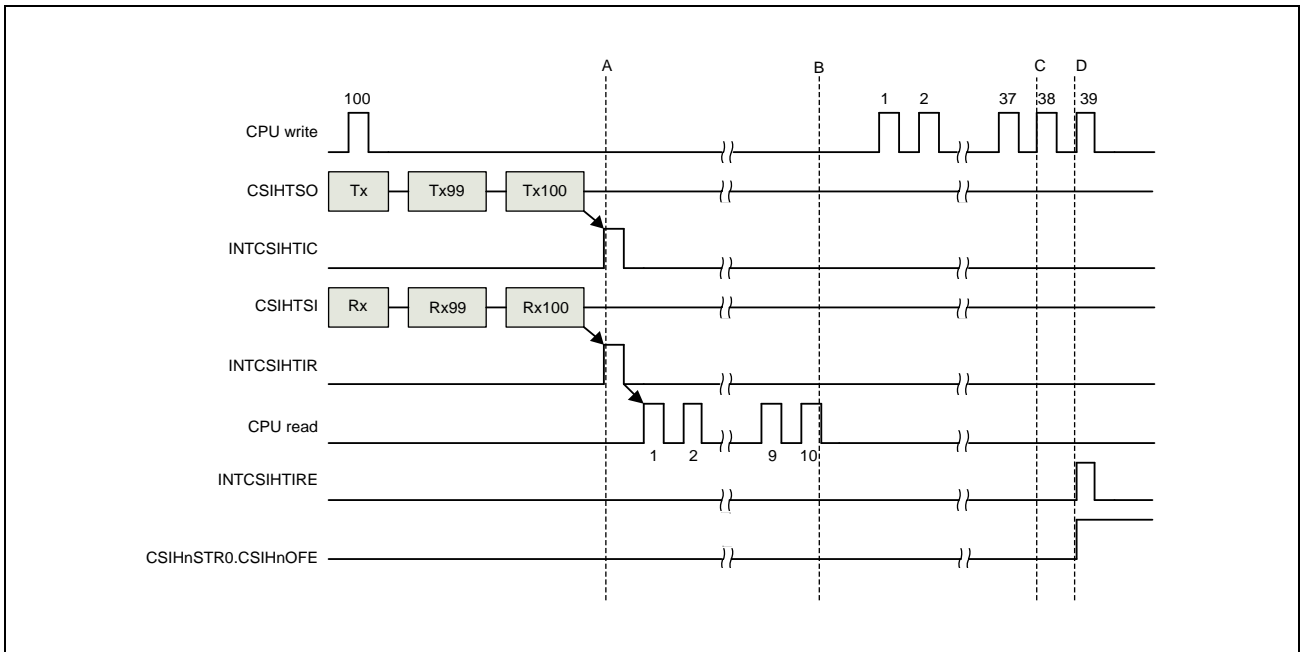 A B C D
100 1 2 37 38 39
CPU write
CSIHTSO Tx Tx99 Tx100
INTCSIHTIC
CSIHTSI Rx Rx99 Rx100
INTCSIHTIR
CPU read
1 2 9 10
INTCSIHTIRE
CSIHnSTR0.CSIHnOFE